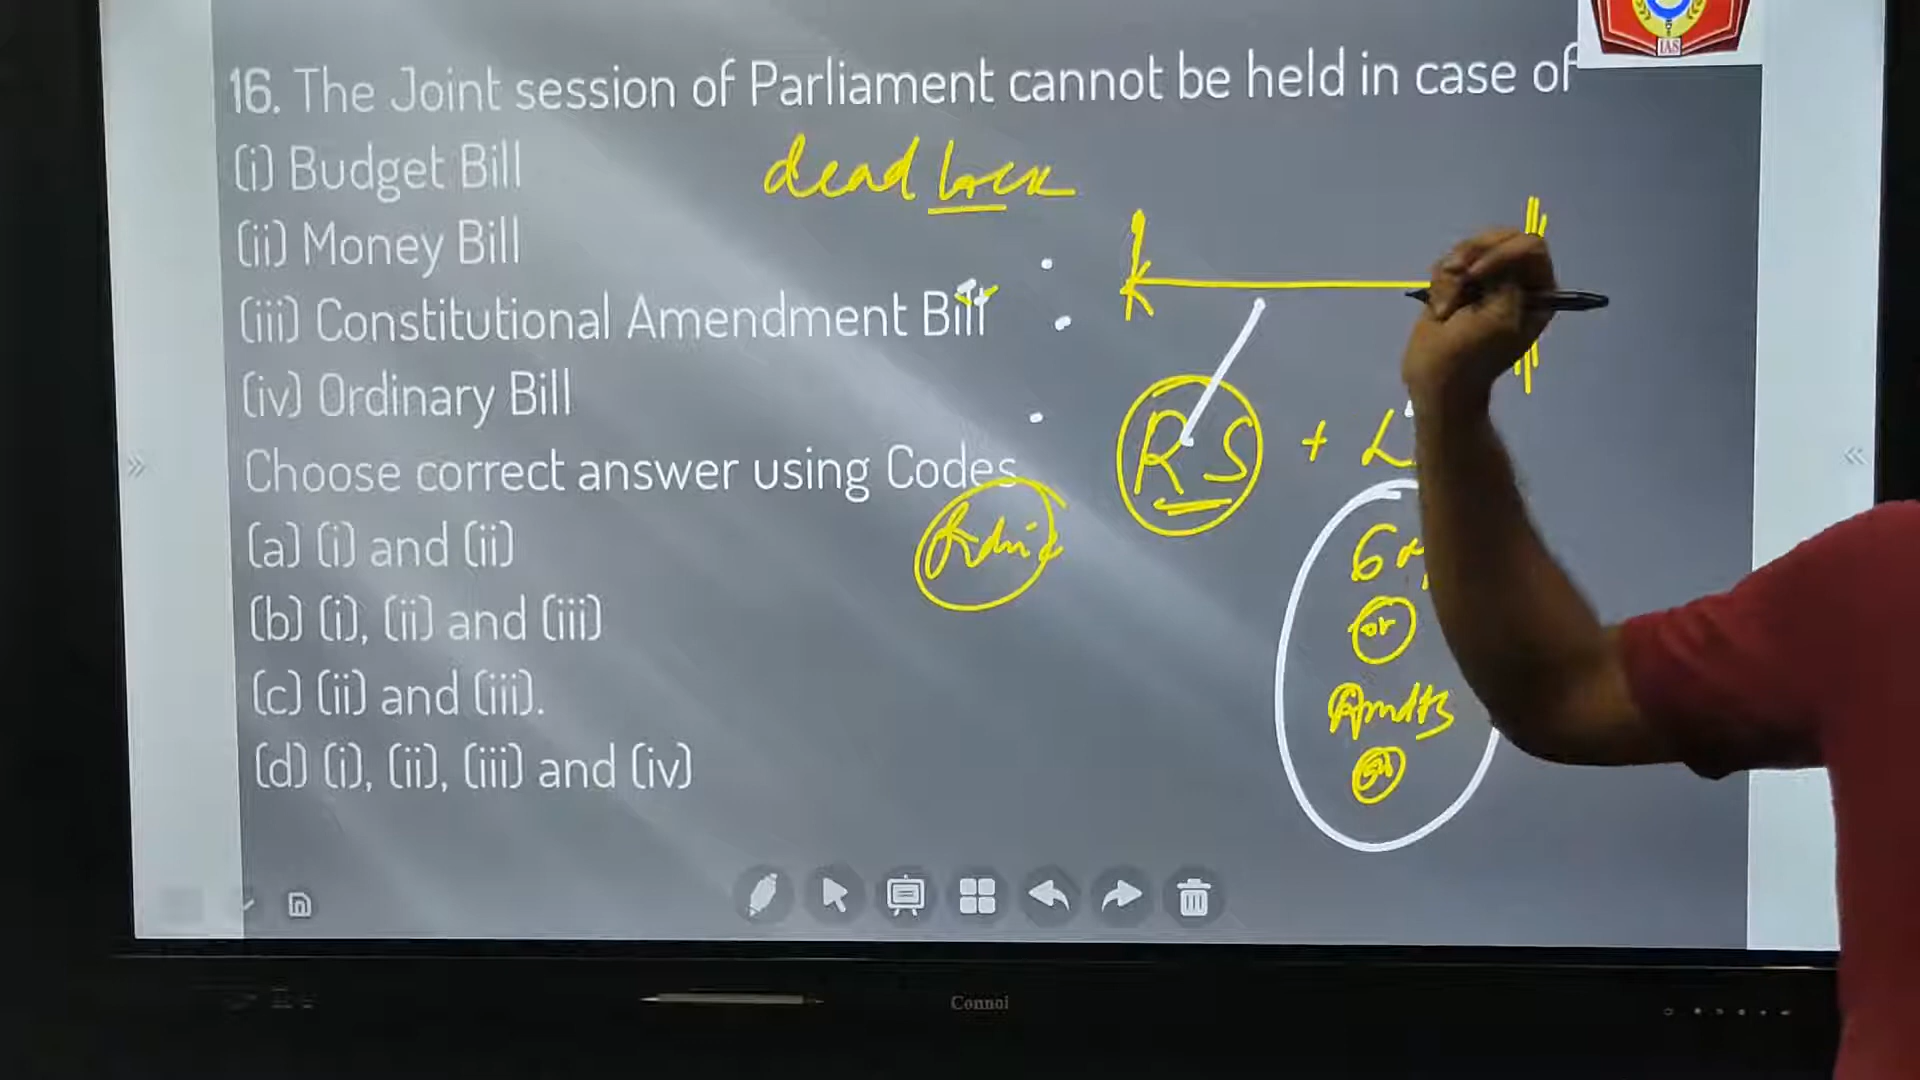 IAS
16. The Joint session of Parliament cannot be held in case of
(i) Budget Bill
dead lock
(ii) Money Bill
(iii) Constitutional Amendment Bill
(iv) Ordinary Bill
RS + L
Choose correct answer using Codes
(a) (i) and (ii)
or
(b) (i), (ii) and (iii)
(c) (ii) and (iii).
(d) (i), (ii), (iii) and (iv)
Connoi